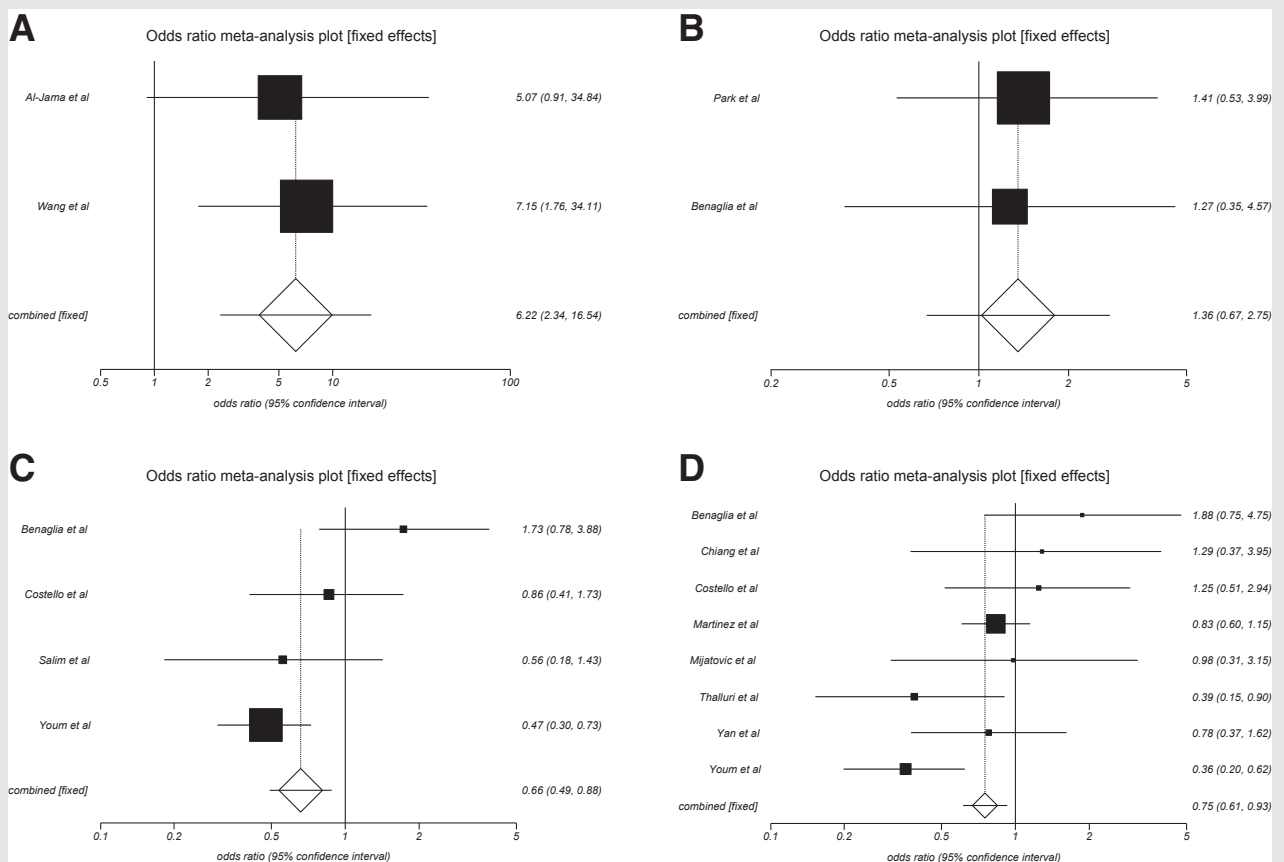 A
Odds ratio meta-analysis plot [fixed effects]
Al-Jama et al 5.07 (0.91, 34.84)
Wang et al 7.15 (1.76, 34.11)
combined [fixed] 6.22 (2.34, 16.54)
0.5 1 2 5 10 100
odds ratio (95% confidence interval)
B
Odds ratio meta-analysis plot [fixed effects]
Park et al 1.41 (0.53, 3.99)
Benaglia et al 1.27 (0.35, 4.57)
combined [fixed] 1.36 (0.67, 2.75)
0.2 0.5 1 2 5
odds ratio (95% confidence interval)
C
Odds ratio meta-analysis plot [fixed effects]
Benaglia et al 1.73 (0.78, 3.88)
Costello et al 0.86 (0.41, 1.73)
Salim et al 0.56 (0.18, 1.43)
Youm et al 0.47 (0.30, 0.73)
combined [fixed] 0.66 (0.49, 0.88)
0.1 0.2 0.5 1 2 5
odds ratio (95% confidence interval)
D
Odds ratio meta-analysis plot [fixed effects]
Benaglia et al 1.88 (0.75, 4.75)
Chiang et al 1.29 (0.37, 3.95)
Costello et al 1.25 (0.51, 2.94)
Martinez et al 0.83 (0.60, 1.15)
Mijatovic et al 0.98 (0.31, 3.15)
Thalluri et al 0.39 (0.15, 0.90)
Yan et al 0.78 (0.37, 1.62)
Youm et al 0.36 (0.20, 0.62)
combined [fixed] 0.75 (0.61, 0.93)
0.1 0.2 0.5 1 2 5
odds ratio (95% confidence interval)